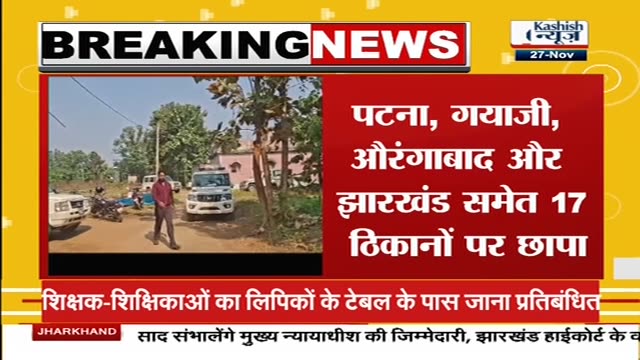 BREAKING NEWS
Kashish
न्यूज़
27-Nov
पटना, गयाजी,
औरंगाबाद और
झारखंड समेत 17
ठिकानों पर छापा
शिक्षक-शिक्षिकाओं का लिपिकों के टेबल के पास जाना प्रतिबंधित
JHARKHAND
साद संभालेंगे मुख्य न्यायाधीश की जिम्मेदारी, झारखंड हाईकोर्ट के